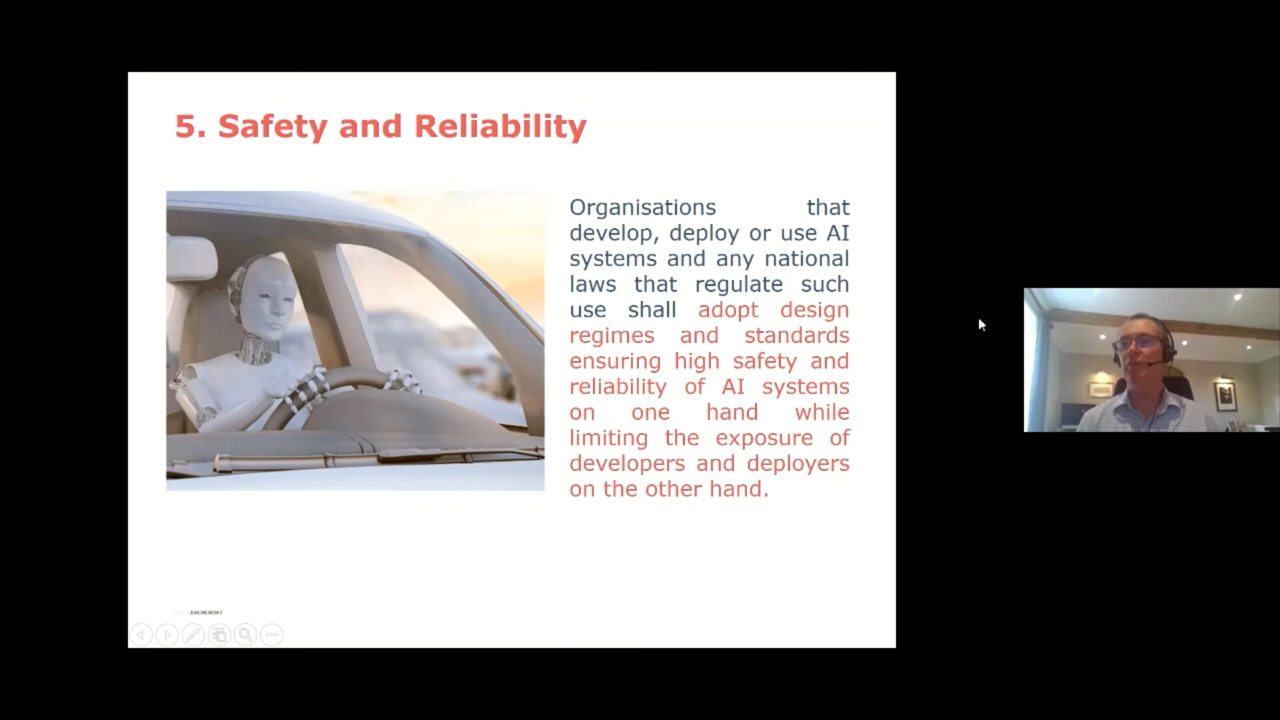 5. Safety and Reliability
Organisations that
develop, deploy or use AI
systems and any national
laws that regulate such
use shall adopt design
regimes and standards
ensuring high safety and
reliability of AI systems
on one hand while
limiting the exposure of
developers and deployers
on the other hand.